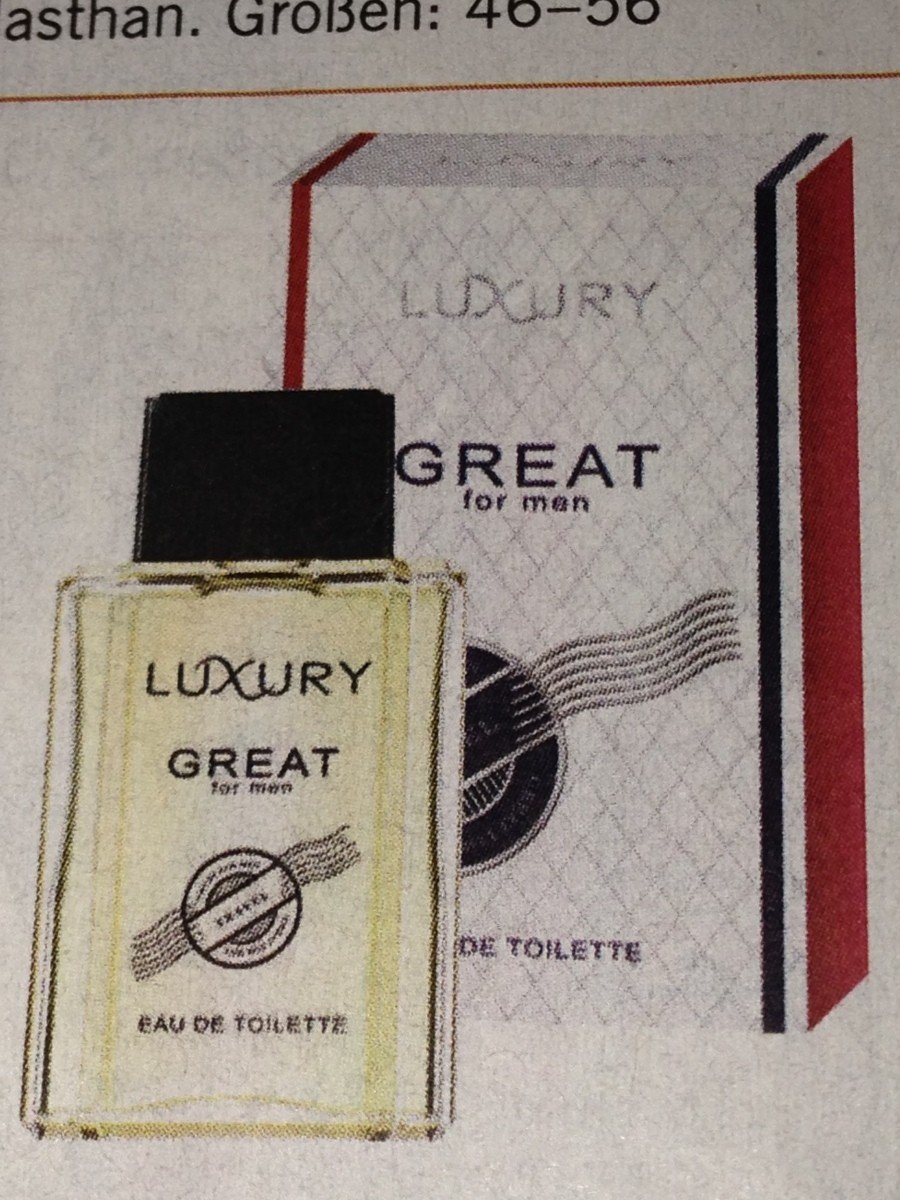 asthan. Größen: 46–56
LUXURY
GREAT
for men
DE TOILETTE
LUXURY
GREAT
for men
EAU DE TOILETTE